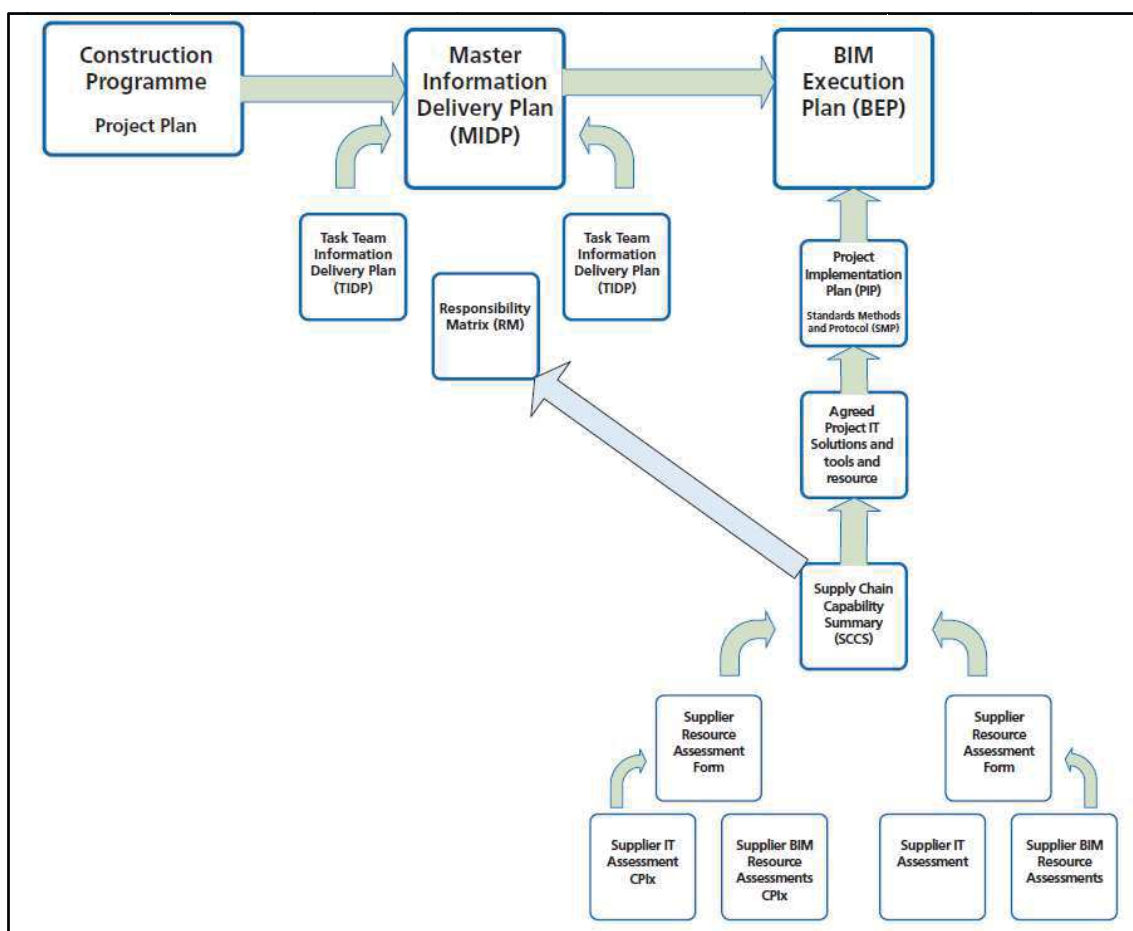 Construction
Programme
Project Plan
Master
Information
Delivery Plan
(MIDP)
BIM
Execution
Plan (BEP)
Task Team
Information
Delivery Plan
(TIDP)
Responsibility
Matrix (RM)
Task Team
Information
Delivery Plan
(TIDP)
Project
Implementation
Plan (PIP)
Standards Methods
and Protocol (SMP)
Agreed
Project IT
Solutions and
tools and
resource
Supply Chain
Capability
Summary
(SCCS)
Supplier
Resource
Assessment
Form
Supplier
Resource
Assessment
Form
Supplier IT
Assessment
CPIx
Supplier BIM
Resource
Assessments
CPIx
Supplier IT
Assessment
Supplier BIM
Resource
Assessments